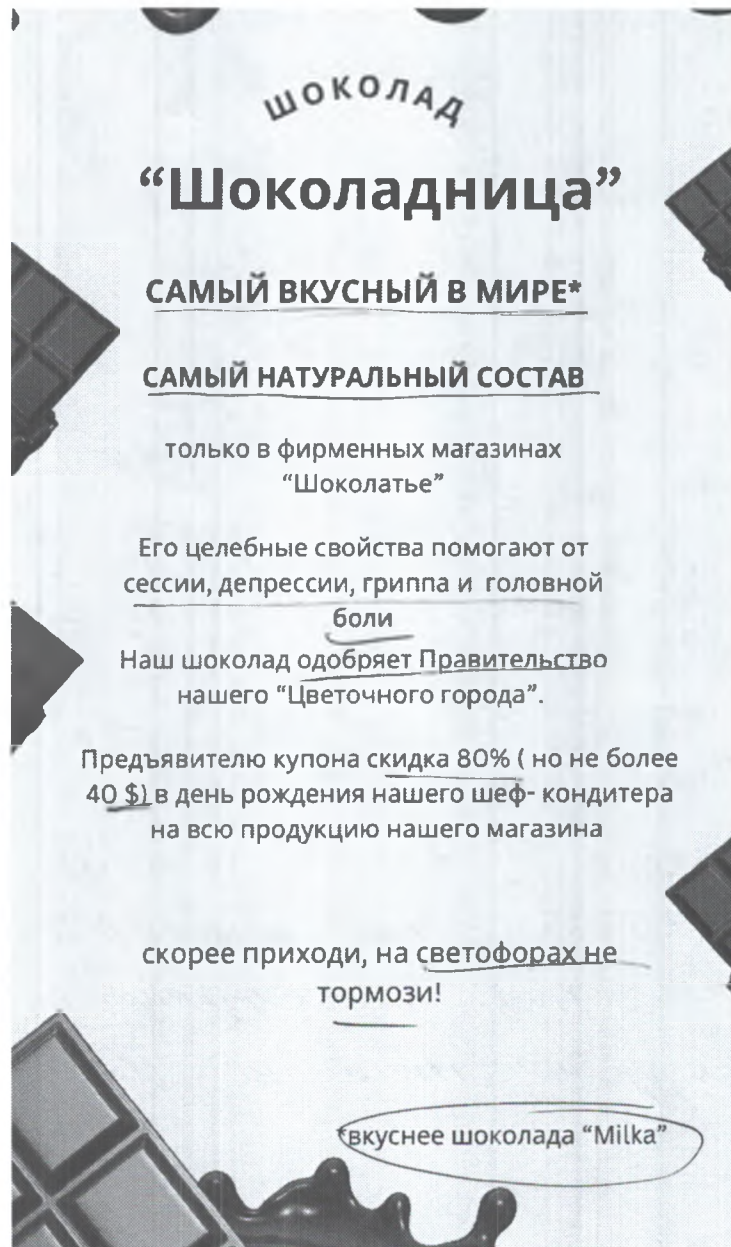 ШОКОЛАД
“Шоколадница”
САМЫЙ ВКУСНЫЙ В МИРЕ*
САМЫЙ НАТУРАЛЬНЫЙ СОСТАВ
только в фирменных магазинах
“Шоколатье”
Его целебные свойства помогают от
сессии, депрессии, гриппа и головной
боли
Наш шоколад одобряет Правительство
нашего “Цветочного города”.
Предъявителю купона скидка 80% ( но не более
40 $) в день рождения нашего шеф- кондитера
на всю продукцию нашего магазина
скорее приходи, на светофорах не
тормози!
*вкуснее шоколада “Milka”